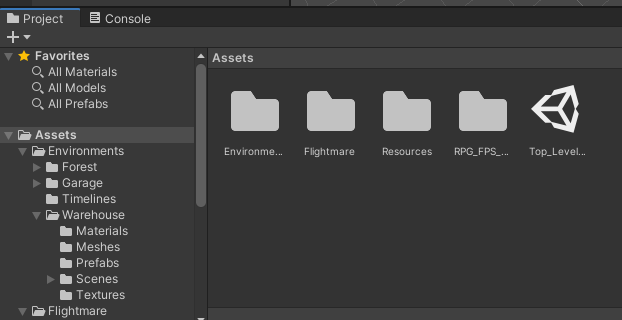 Project
Console
Favorites
All Materials
All Models
All Prefabs
Assets
Environments
Forest
Garage
Timelines
Warehouse
Materials
Meshes
Prefabs
Scenes
Textures
Flightmare
Assets
Environme...
Flightmare
Resources
RPG_FPS_...
Top_Level...